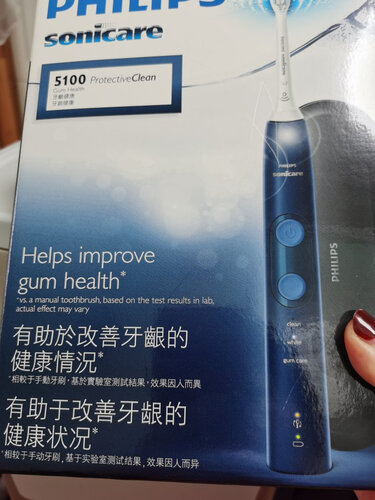 PHILIPS
sonicare
5100 ProtectiveClean
Gum Health
牙齦健康
牙龈健康
PHILIPS
sonicare
clean
white
gum care
PHILIPS
Helps improve
gum health*
*vs. a manual toothbrush, based on the test results in lab,
actual effect may vary
有助於改善牙齦的
健康情況*
*相較于手動牙刷，基於實驗室測試結果，效果因人而異
有助于改善牙龈的
健康状况*
*相较于手动牙刷，基于实验室测试结果，效果因人而异